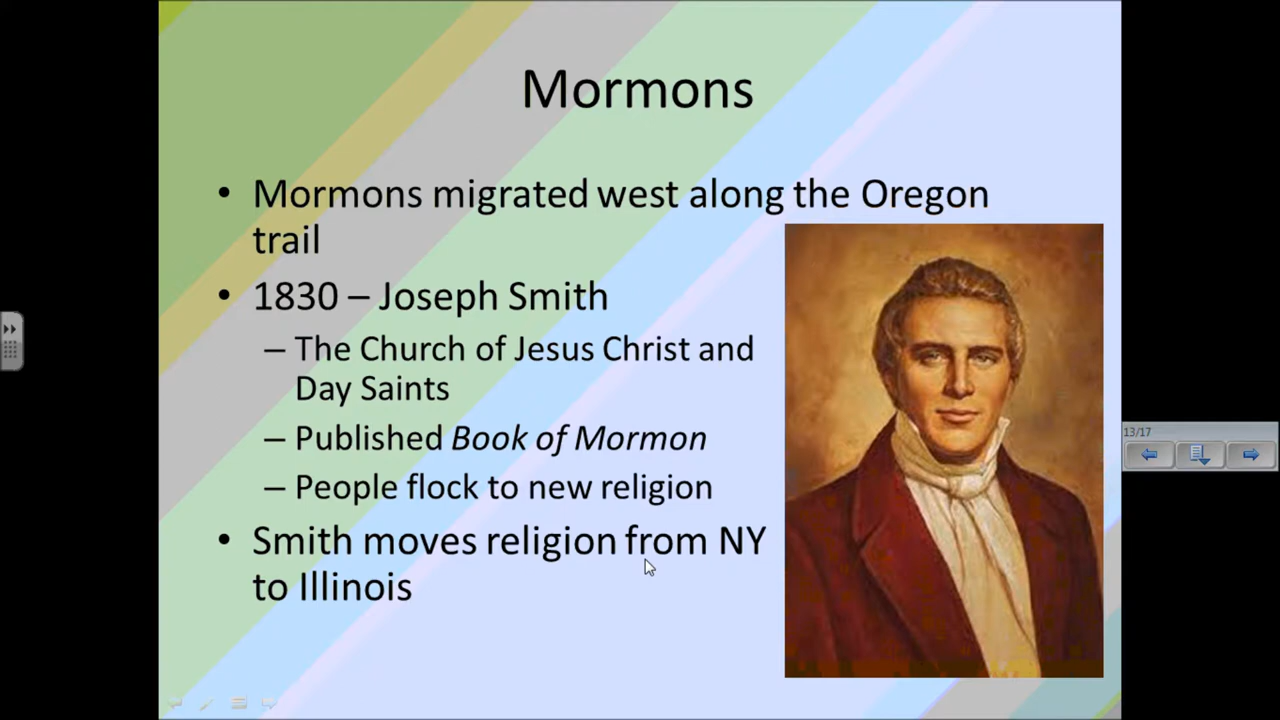 Mormons
• Mormons migrated west along the Oregon
trail
• 1830 – Joseph Smith
– The Church of Jesus Christ and
Day Saints
– Published Book of Mormon
– People flock to new religion
• Smith moves religion from NY
to Illinois
13/17